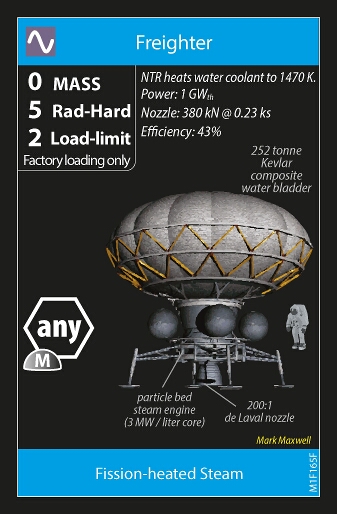 Freighter
0 MASS
5 Rad-Hard
2 Load-limit
Factory loading only
NTR heats water coolant to 1470 K.
Power: 1 GWth
Nozzle: 380 kN @ 0.23 ks
Efficiency: 43%
252 tonne
Kevlar
composite
water bladder
any
M
particle bed
steam engine
(3 MW / liter core)
200:1
de Laval nozzle
Mark Maxwell
Fission-heated Steam
M1F165F